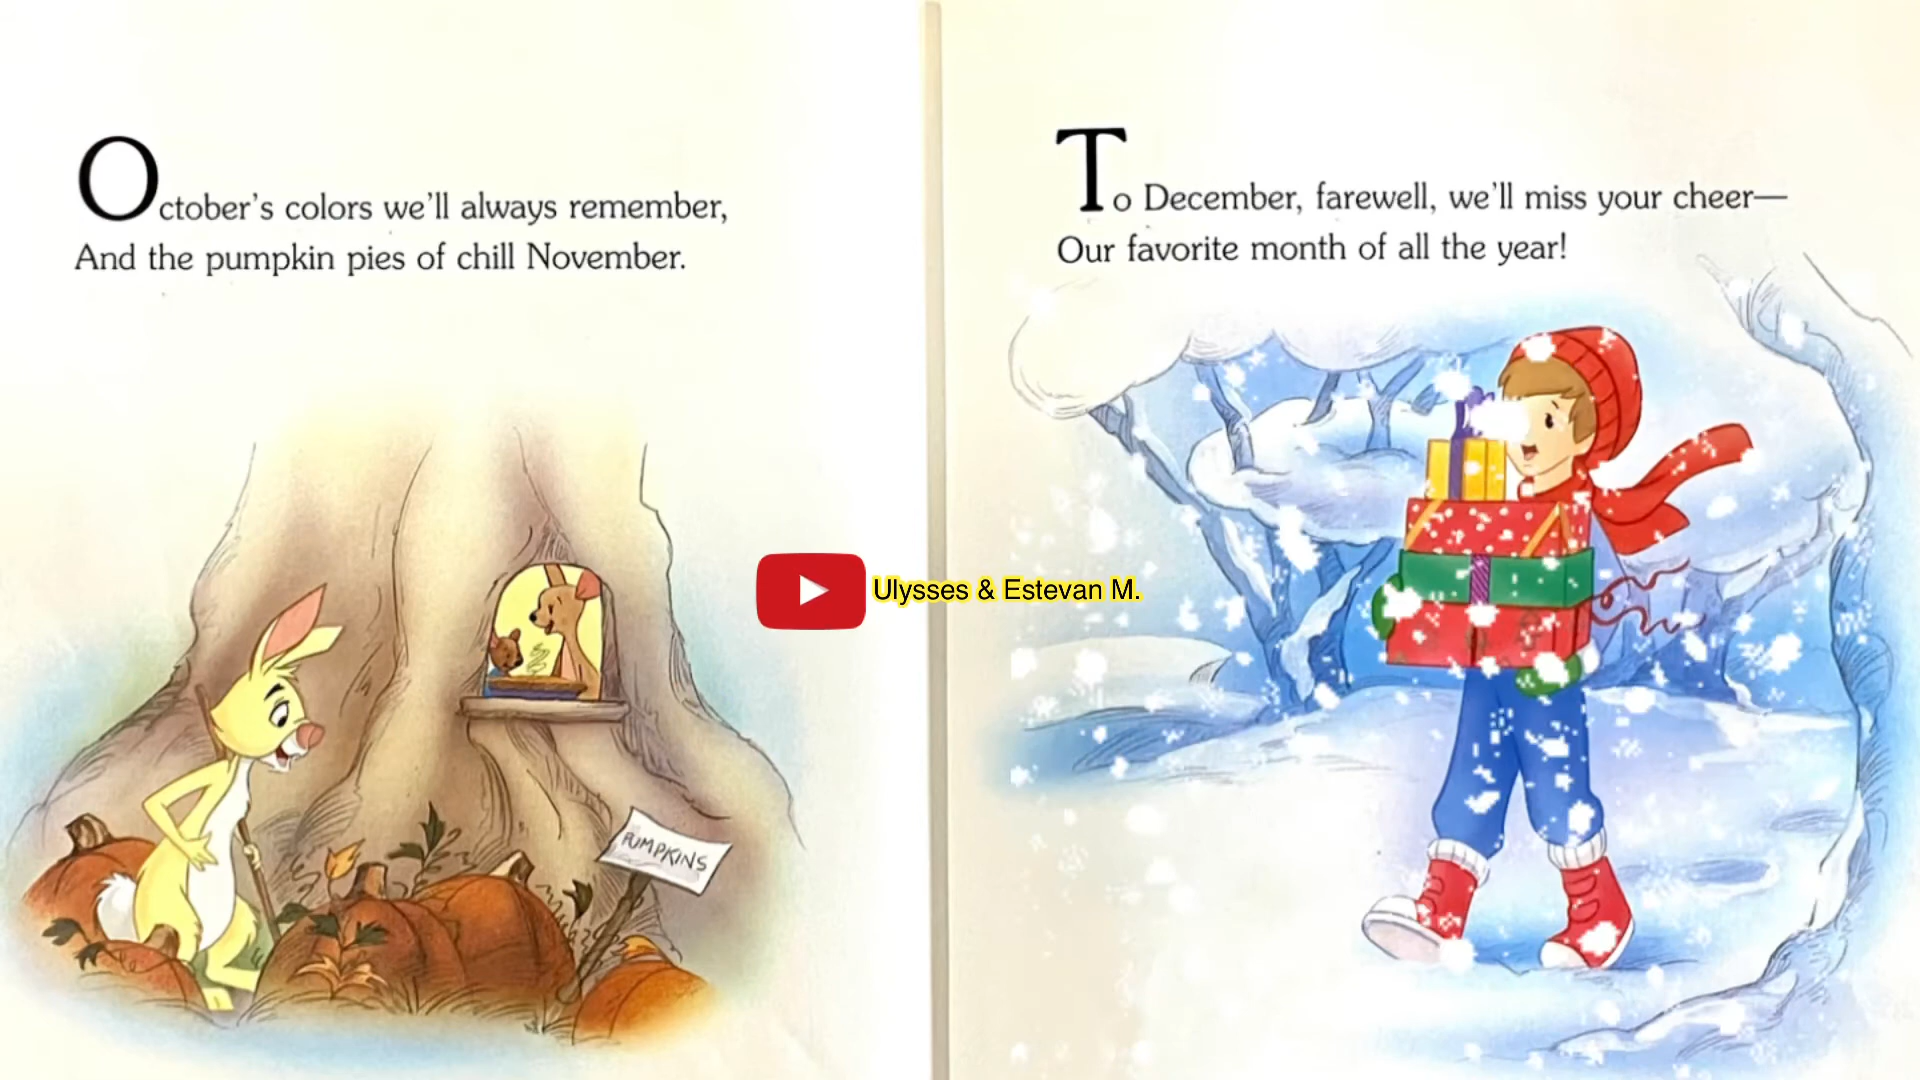 October's colors we'll always remember,
And the pumpkin pies of chill November.
PUMPKINS
To December, farewell, we'll miss your cheer—
Our favorite month of all the year!
Ulysses & Estevan M.